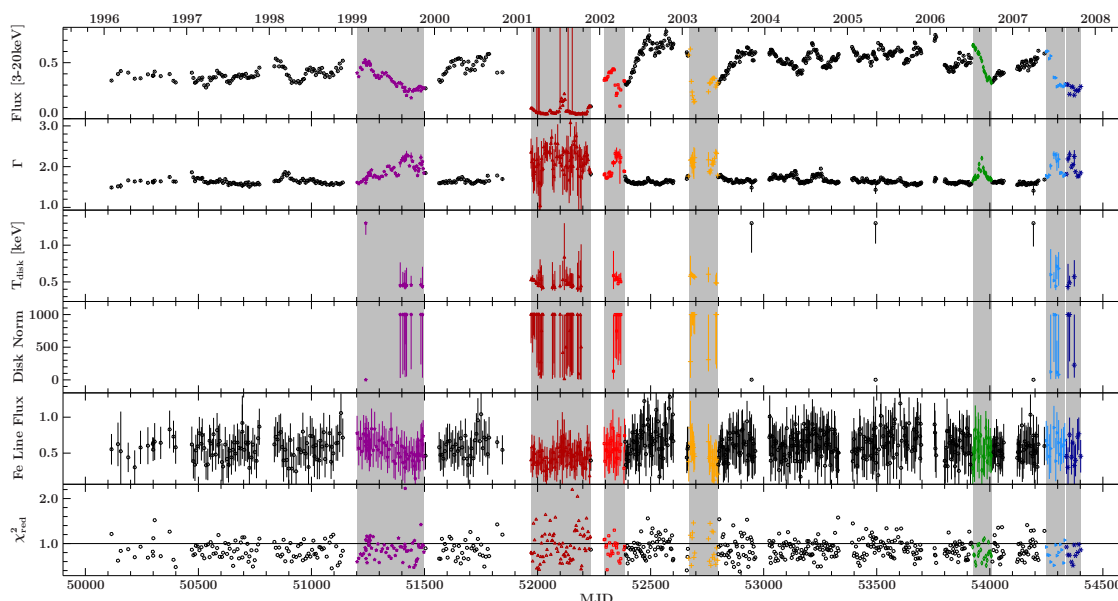 1996 1997 1998 1999 2000 2001 2002 2003 2004 2005 2006 2007 2008
Flux [3-20keV]
0.5
0.0
Γ
3.0
2.0
1.0
T_disk [keV]
1.0
0.5
Disk Norm
1000
500
0
Fe Line Flux
1.0
0.5
χ²_red
2.0
1.0
50000 50500 51000 51500 52000 52500 53000 53500 54000 54500
MJD